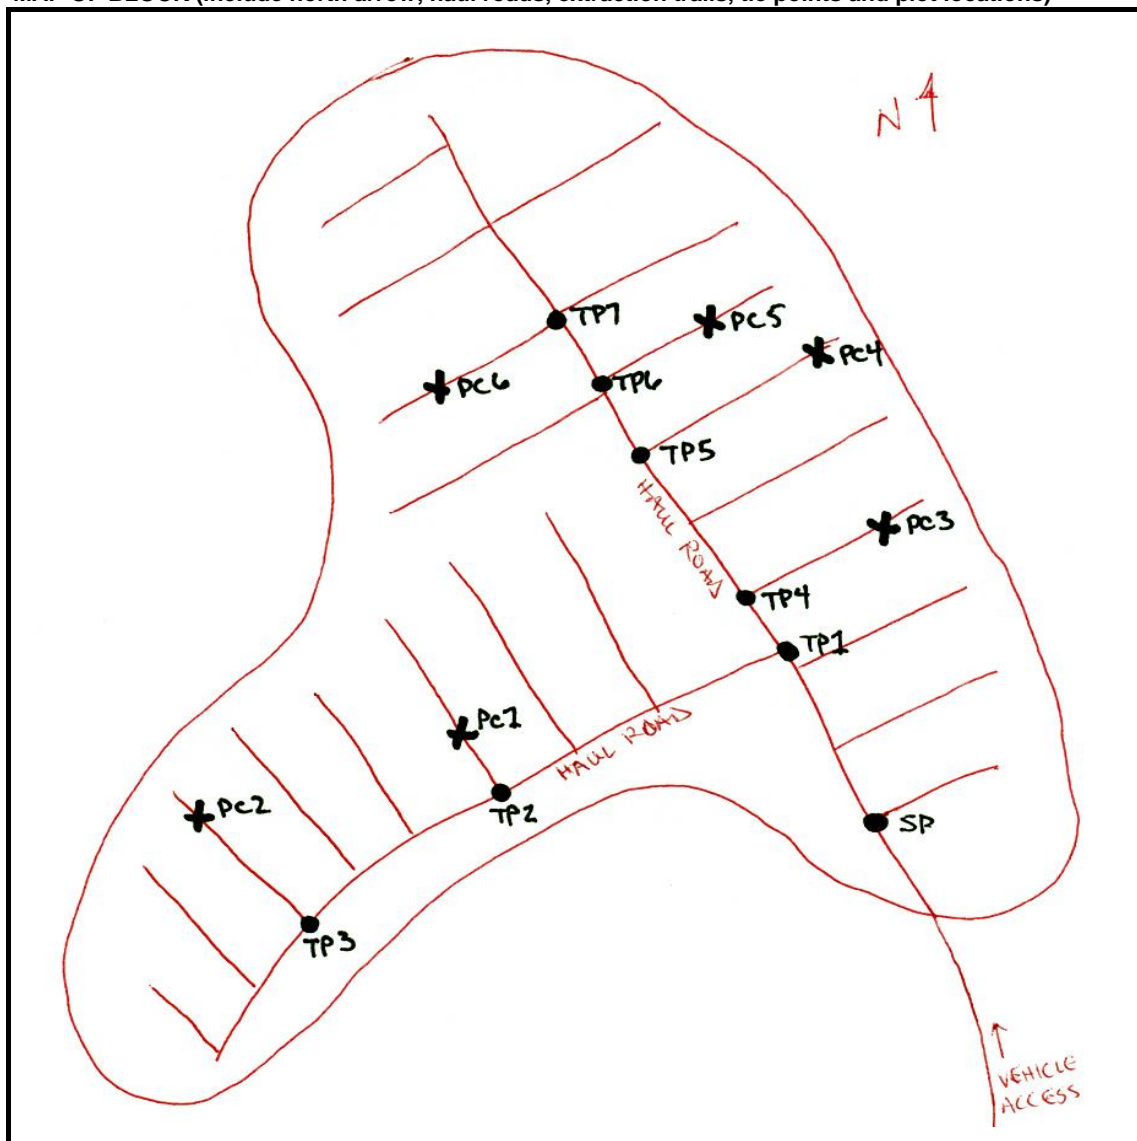 MAP OF BLOCK (include north arrow, haul roads, extraction trails, tie points and plot locations)
N
TP7
PC5
PC4
PC6
TP6
TP5
HAUL ROAD
PC3
TP4
TP1
PC1
HAUL ROAD
PC2
TP2
SP
TP3
VEHICLE
ACCESS